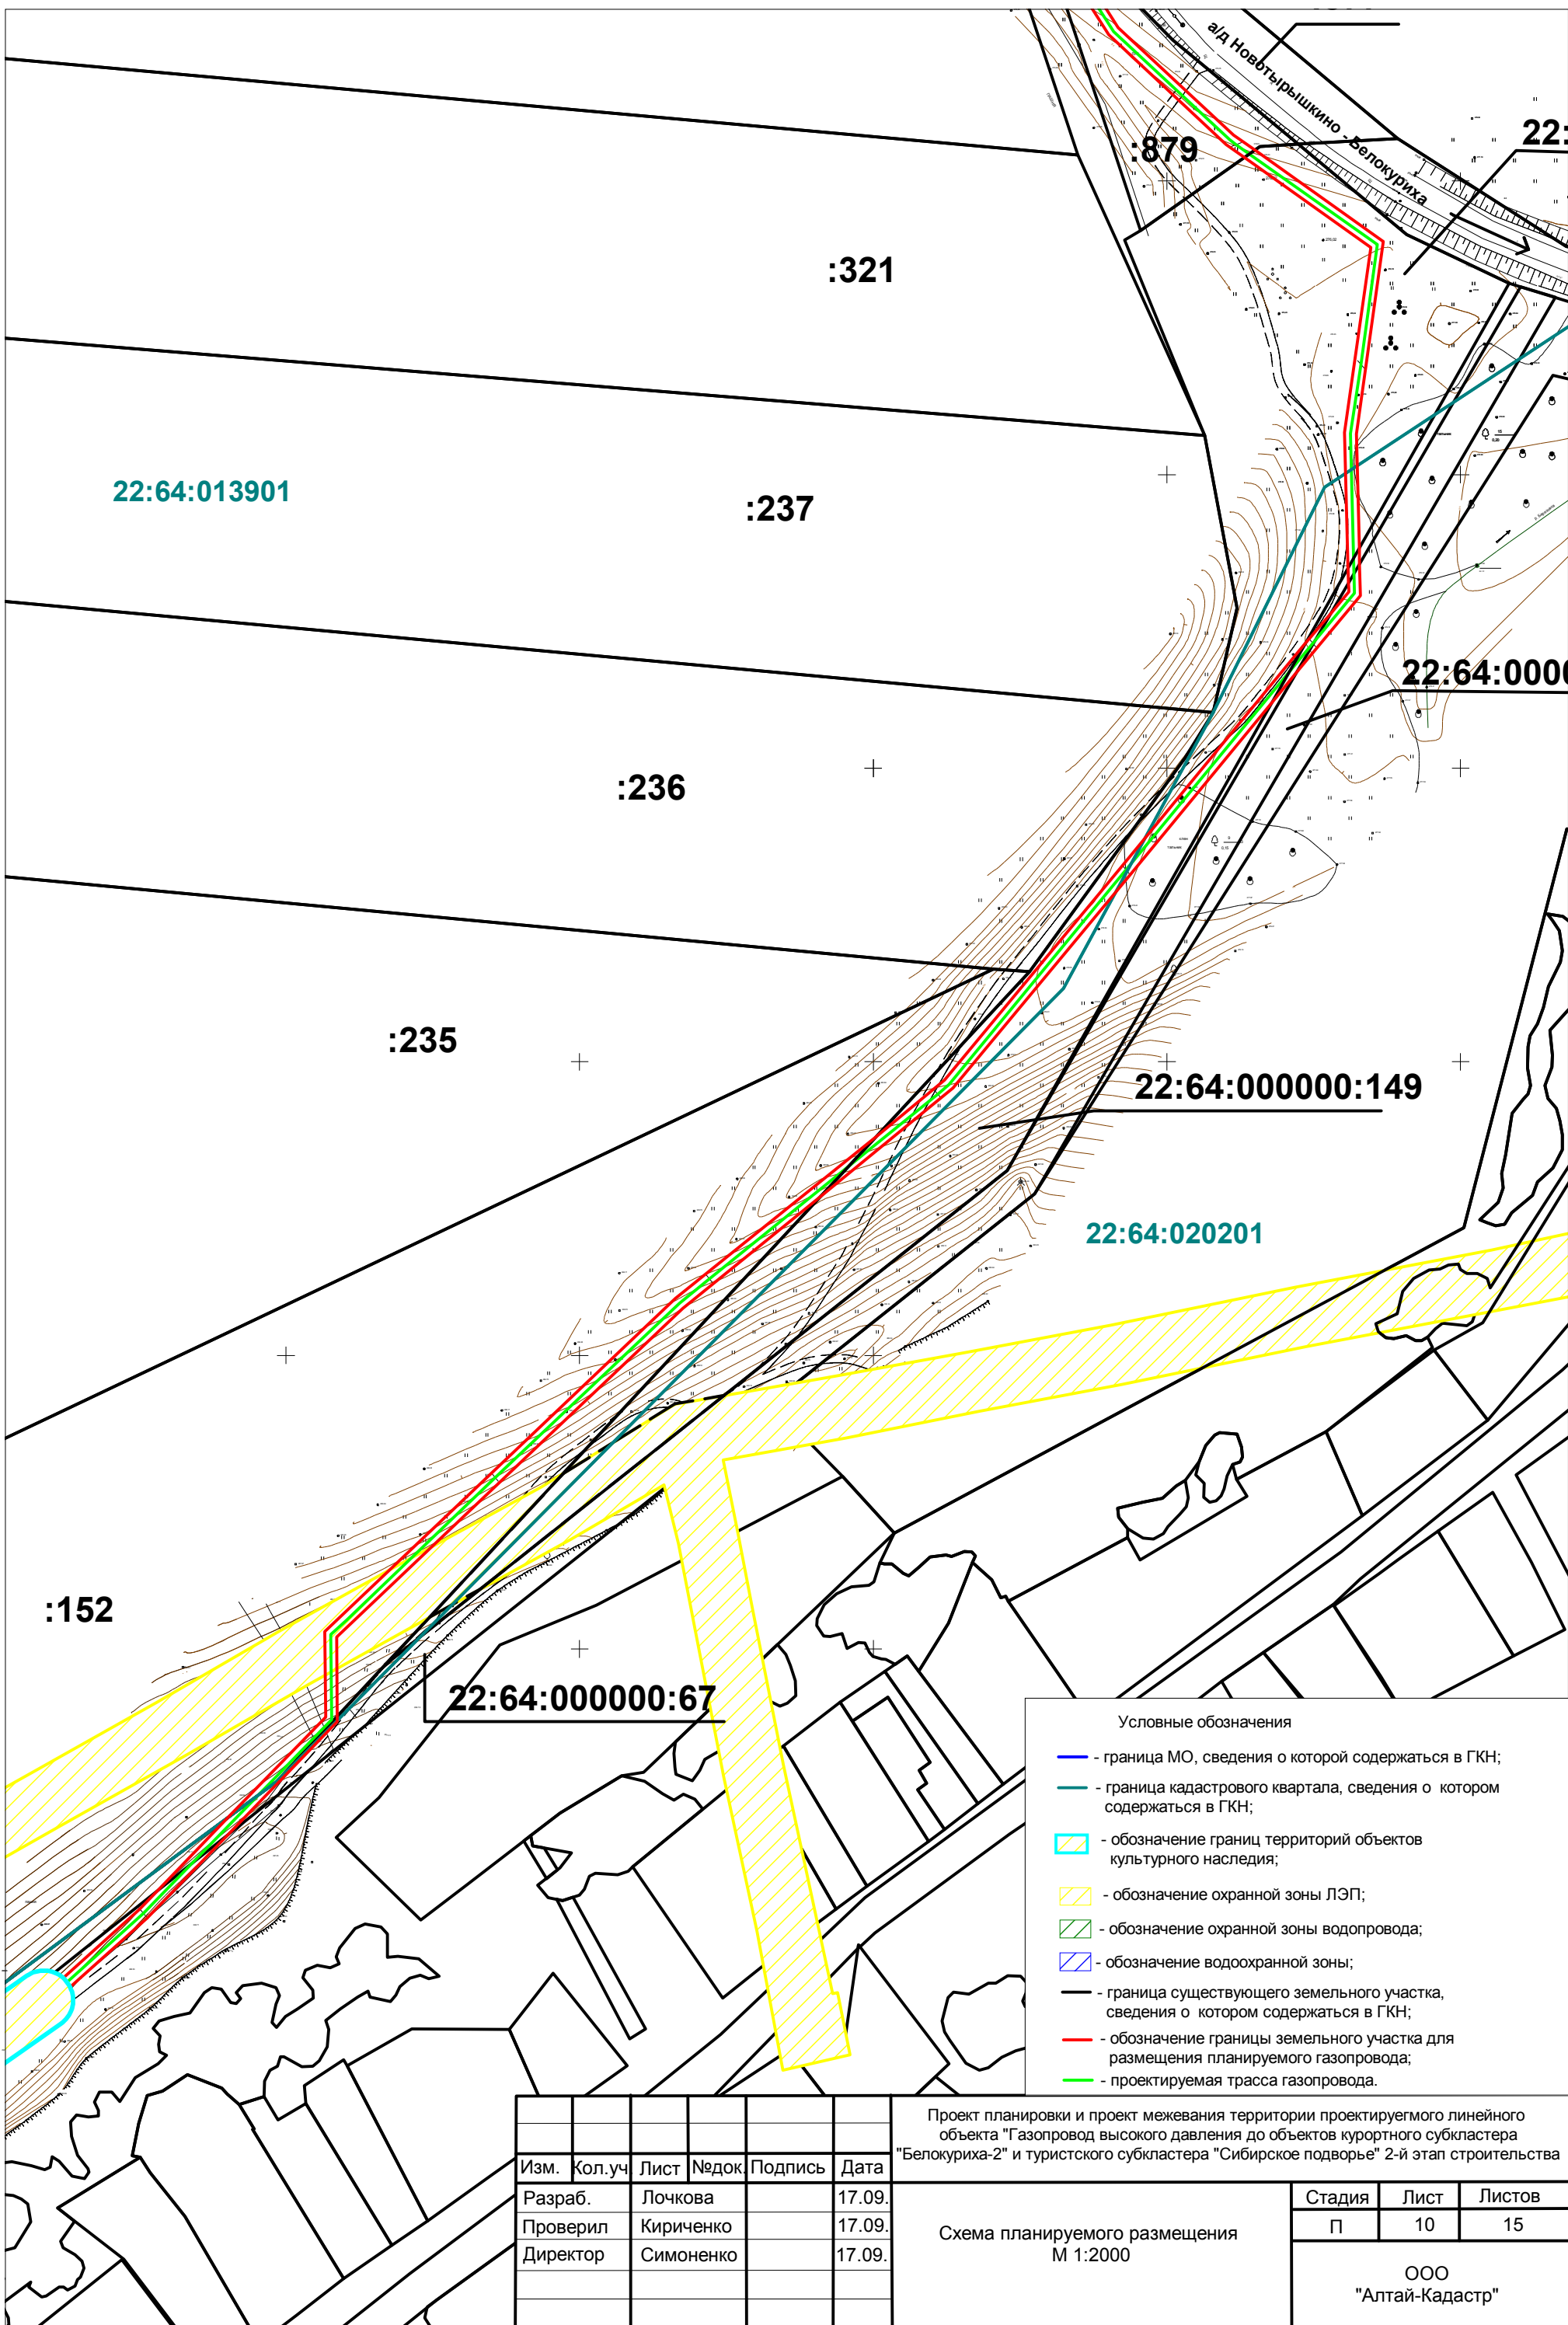 а/д Новотырышкино - Белокуриха
:879
22:
:321
22:64:013901
:237
22:64:0000
:236
:235
22:64:000000:149
22:64:020201
:152
22:64:000000:67
Условные обозначения
- граница МО, сведения о которой содержаться в ГКН;
- граница кадастрового квартала, сведения о котором
содержаться в ГКН;
- обозначение границ территорий объектов
культурного наследия;
- обозначение охранной зоны ЛЭП;
- обозначение охранной зоны водопровода;
- обозначение водоохранной зоны;
- граница существующего земельного участка,
сведения о котором содержаться в ГКН;
- обозначение границы земельного участка для
размещения планируемого газопровода;
- проектируемая трасса газопровода.
Проект планировки и проект межевания территории проектируегмого линейного
объекта "Газопровод высокого давления до объектов курортного субкластера
"Белокуриха-2" и туристского субкластера "Сибирское подворье" 2-й этап строительства
Изм. Кол.уч Лист №док. Подпись Дата
Разраб. Лочкова 17.09.
Проверил Кириченко 17.09.
Директор Симоненко 17.09.
Схема планируемого размещения
М 1:2000
Стадия Лист Листов
П 10 15
ООО
"Алтай-Кадастр"